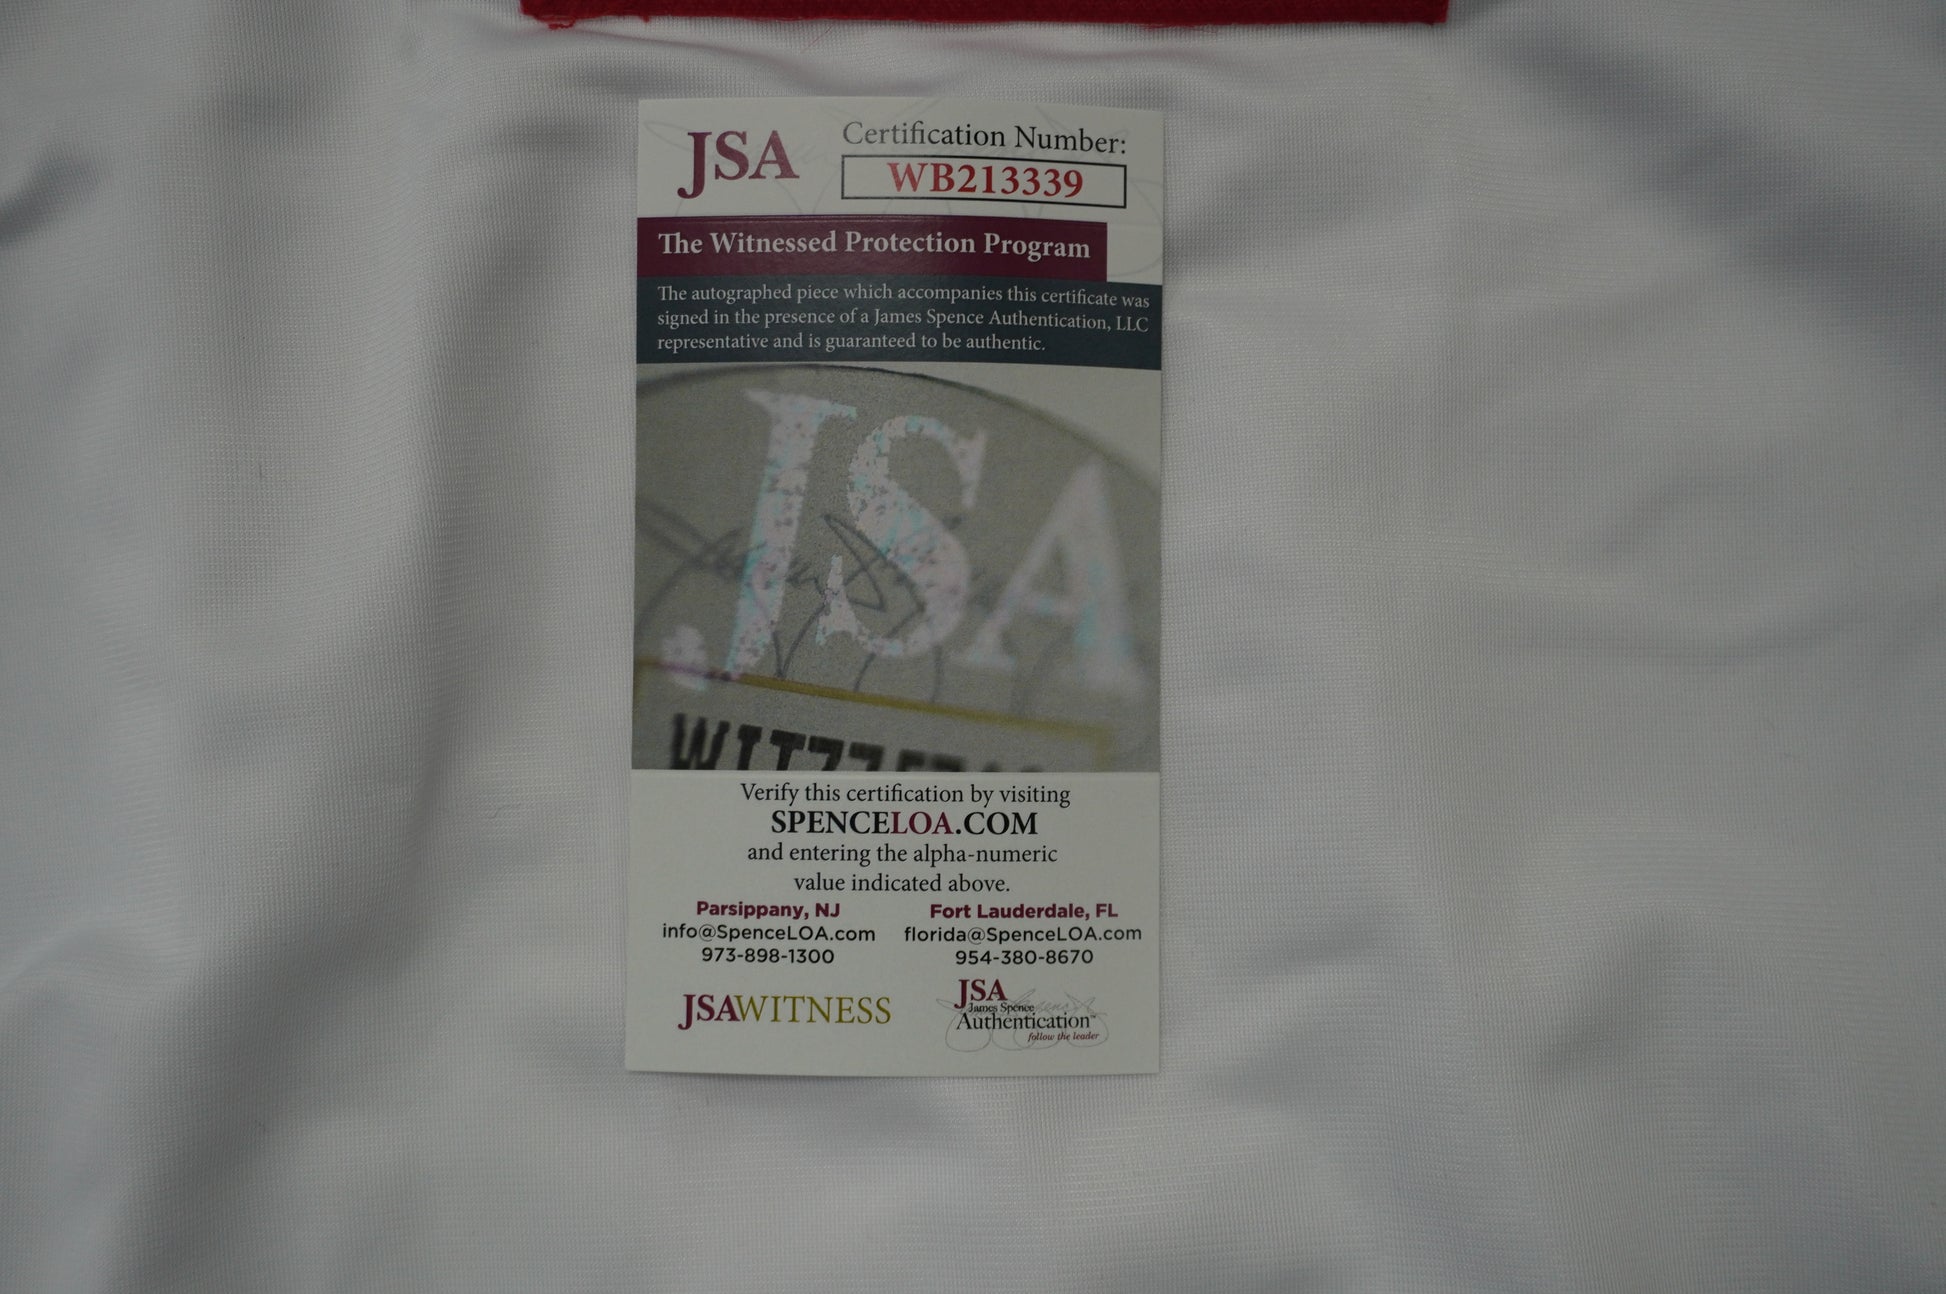 JSA
Certification Number:
WB213339
The Witnessed Protection Program
The autographed piece which accompanies this certificate was
signed in the presence of a James Spence Authentication, LLC
representative and is guaranteed to be authentic.
JSA
Verify this certification by visiting
SPENCELOA.COM
and entering the alpha-numeric
value indicated above.
Parsippany, NJ
info@SpenceLOA.com
973-898-1300
Fort Lauderdale, FL
florida@SpenceLOA.com
954-380-8670
JSAWITNESS
JSA
James Spence
Authentication™
follow the leader